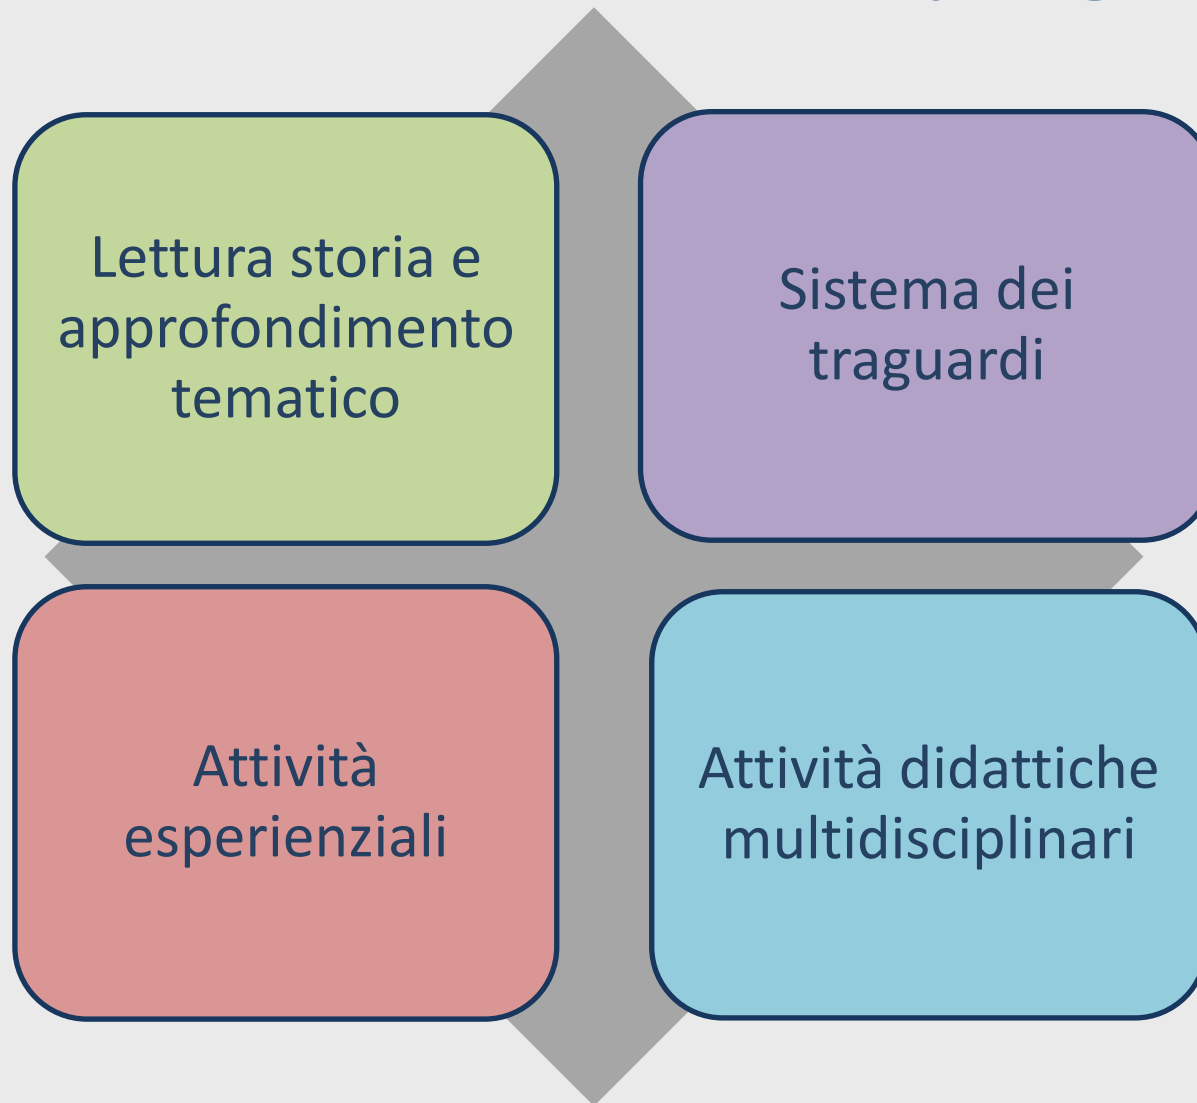 Lettura storia e
approfondimento
tematico
Sistema dei
traguardi
Attività
esperienziali
Attività didattiche
multidisciplinari